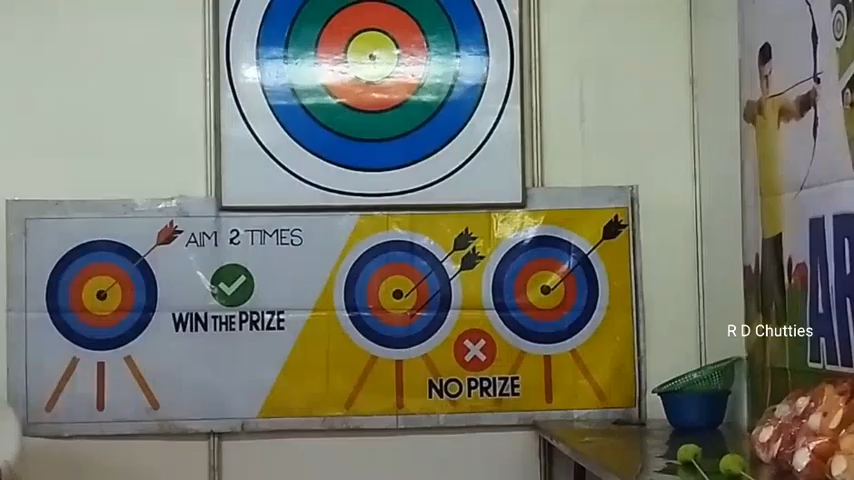 AIM 2 TIMES
WIN THE PRIZE
NO PRIZE
R D Chutties
AR